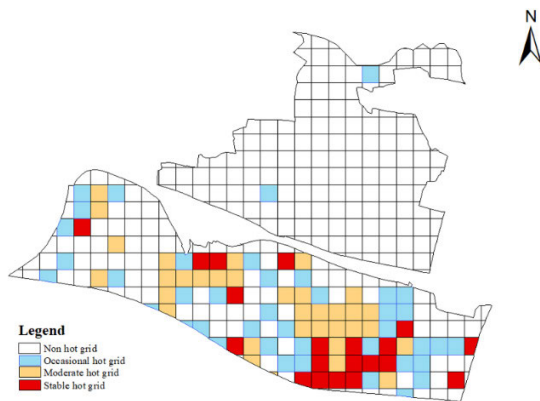 N
Legend
Non hot grid
Occasional hot grid
Moderate hot grid
Stable hot grid